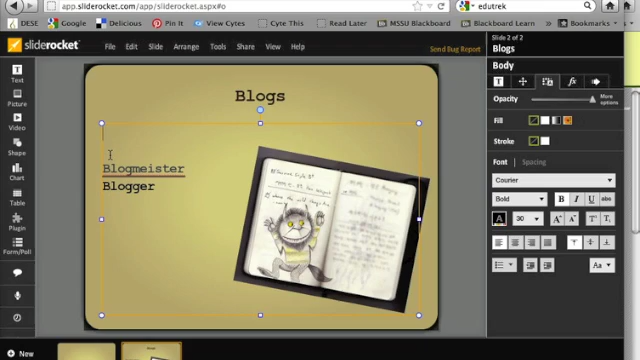 app.sliderocket.com/app/sliderocket.aspx#o
edutrek
DESE
Google
Delicious
Pin It
View Cytes
Cyte This
Read Later
MSSU Blackboard
Blackboard Learn
Bookmarks
sliderocket
File
Edit
Slide
Arrange
Tools
Share
View
Help
Send Bug Report
Slide 2 of 2
Blogs
Text
Picture
Video
Shape
Chart
Table
Plugin
Form/Poll
Blogs
Blogmeister
Blogger
Body
Opacity
More options
Fill
Stroke
Font
Spacing
Courier
Bold
B I U abc
A 30
Aa
New